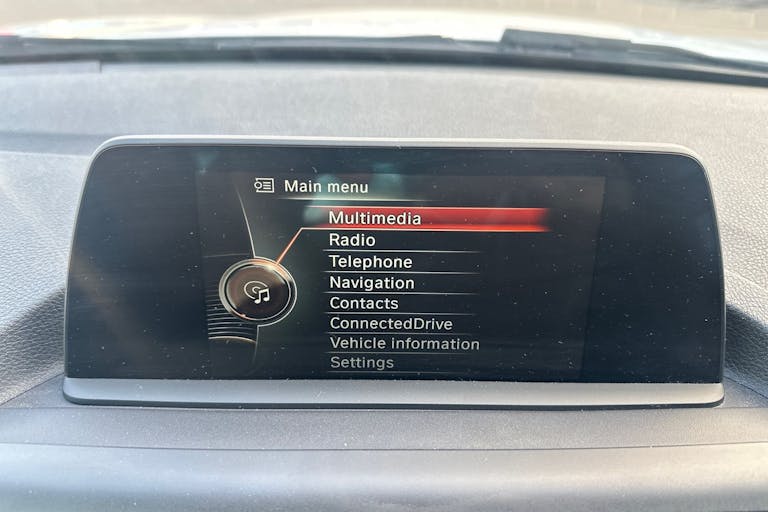 Main menu
Multimedia
Radio
Telephone
Navigation
Contacts
ConnectedDrive
Vehicle information
Settings